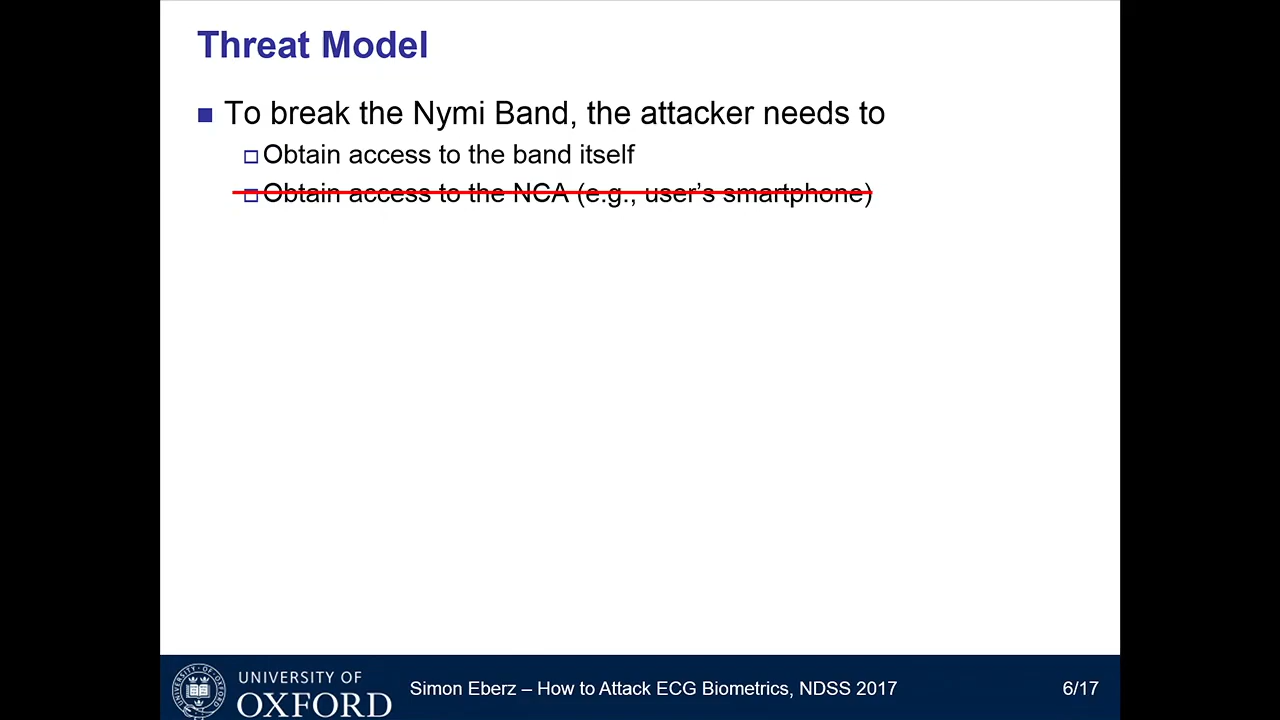 Threat Model
To break the Nymi Band, the attacker needs to
Obtain access to the band itself
Obtain access to the NCA (e.g., user's smartphone)
UNIVERSITY OF
OXFORD
Simon Eberz – How to Attack ECG Biometrics, NDSS 2017
6/17